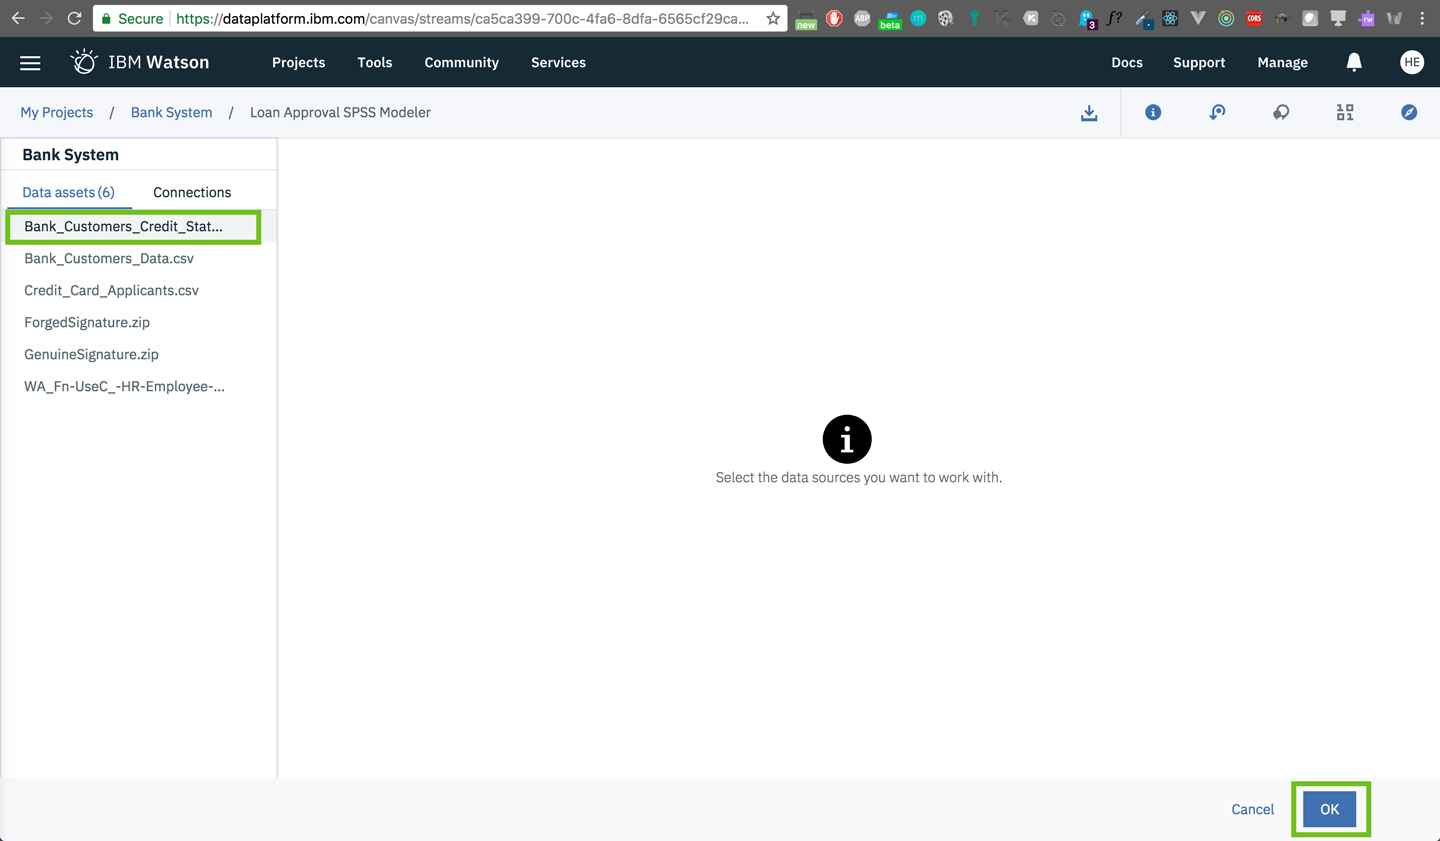 Secure https://dataplatform.ibm.com/canvas/streams/ca5ca399-700c-4fa6-8dfa-6565cf29ca...
new ABP beta m K 3 f? CORS rw
IBM Watson Projects Tools Community Services Docs Support Manage HE
My Projects / Bank System / Loan Approval SPSS Modeler
Bank System
Data assets (6) Connections
Bank_Customers_Credit_Stat...
Bank_Customers_Data.csv
Credit_Card_Applicants.csv
ForgedSignature.zip
GenuineSignature.zip
WA_Fn-UseC_-HR-Employee-...
Select the data sources you want to work with.
Cancel OK